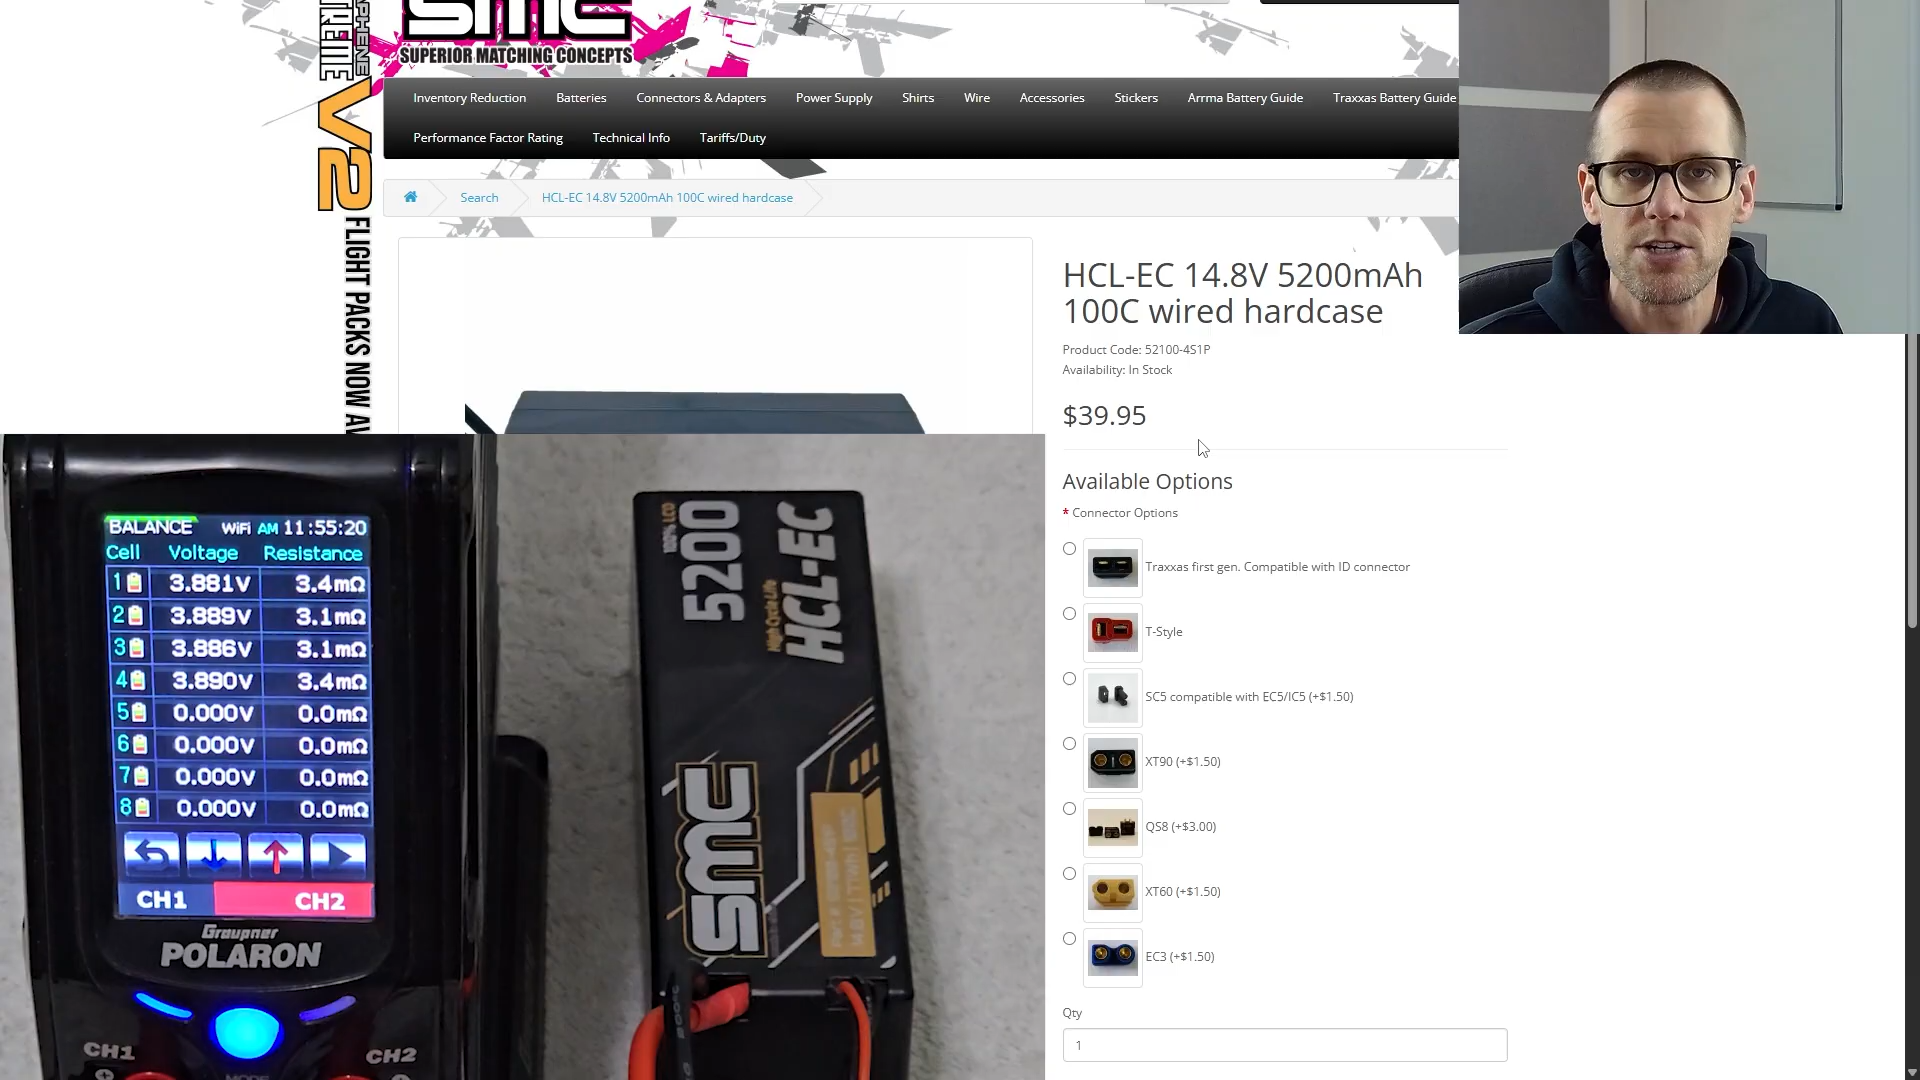 smc
SUPERIOR MATCHING CONCEPTS
V2
FLIGHT PACKS NOW
Inventory Reduction
Batteries
Connectors & Adapters
Power Supply
Shirts
Wire
Accessories
Stickers
Arrma Battery Guide
Traxxas Battery Guide
Performance Factor Rating
Technical Info
Tariffs/Duty
Search
HCL-EC 14.8V 5200mAh 100C wired hardcase
HCL-EC 14.8V 5200mAh
100C wired hardcase
Product Code: 52100-4S1P
Availability: In Stock
$39.95
Available Options
* Connector Options
Traxxas first gen. Compatible with ID connector
T-Style
SC5 compatible with EC5/IC5 (+$1.50)
XT90 (+$1.50)
QS8 (+$3.00)
XT60 (+$1.50)
EC3 (+$1.50)
Qty
1
BALANCE WiFi AM 11:55:20
Cell Voltage Resistance
1 3.881V 3.4mΩ
2 3.889V 3.1mΩ
3 3.886V 3.1mΩ
4 3.890V 3.4mΩ
5 0.000V 0.0mΩ
6 0.000V 0.0mΩ
7 0.000V 0.0mΩ
8 0.000V 0.0mΩ
CH1 CH2
Graupner
POLARON
CH1
CH2
MODE
100% LCO
5200
High Cycle Life
HCL-EC
smc